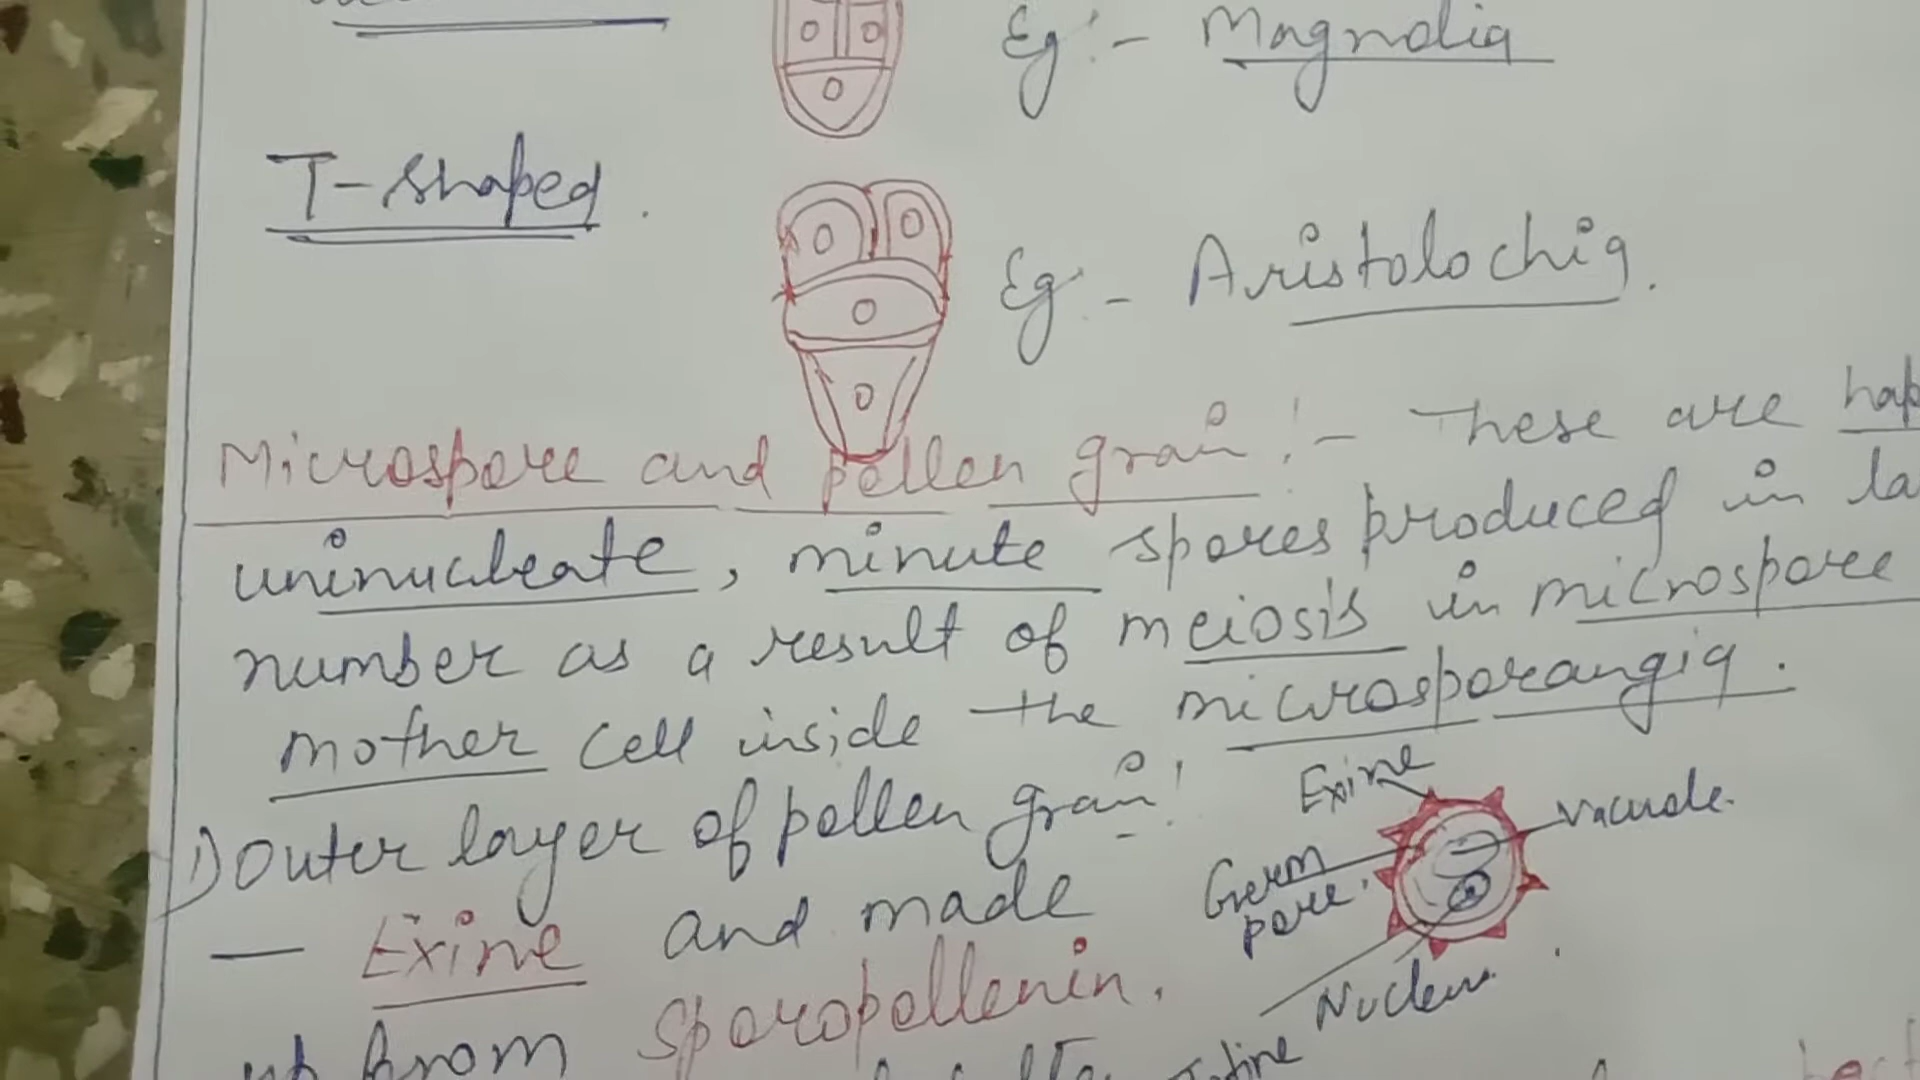 Eg:- Magnolia
T-shaped.
Eg:- Aristolochia.
Microspore and pollen grain:- These are hap
uninucleate, minute spores produced in la
number as a result of meiosis in microspore
mother cell inside the microsporangia.
Exine
Vacuole.
1) Outer layer of pollen grain:
Germ pore.
— Exine and made
Nucleus.
up from sporopollenin.
Intine